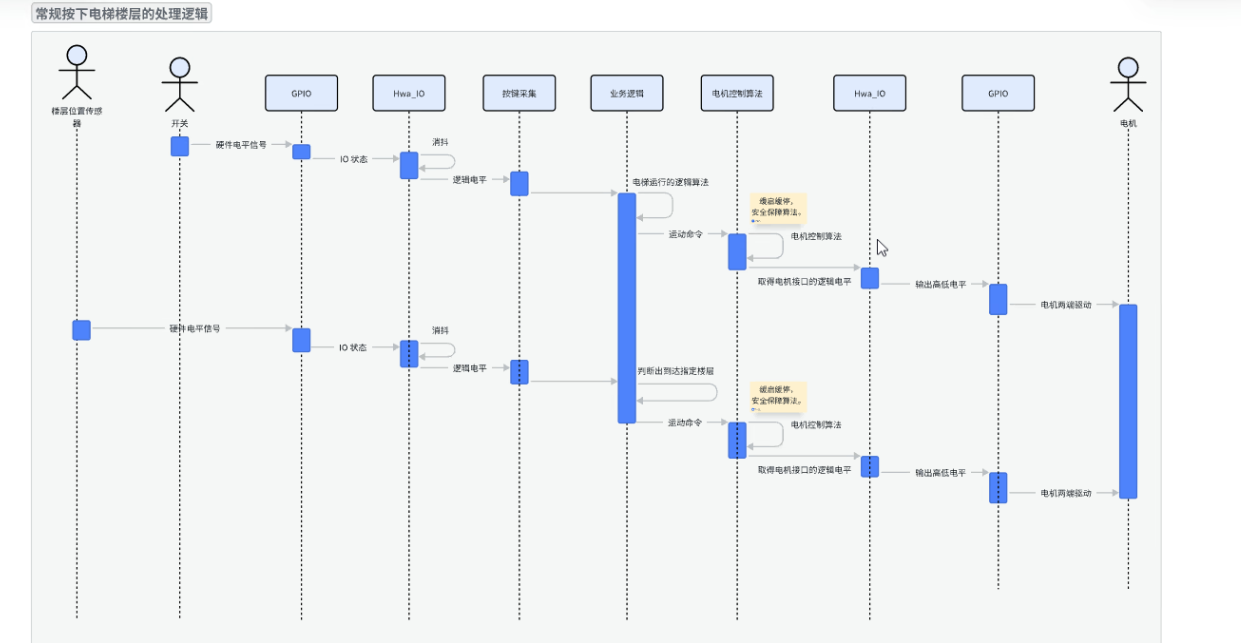 常规按下电梯楼层的处理逻辑
楼层位置传感
器
开关
GPIO
Hwa_IO
按键采集
业务逻辑
电机控制算法
Hwa_IO
GPIO
电机
硬件电平信号
IO 状态
消抖
逻辑电平
电梯运行的逻辑算法
运动命令
缓启缓停,
安全保障算法。
电机控制算法
取得电机接口的逻辑电平
输出高低电平
电机两端驱动
硬件电平信号
IO 状态
消抖
逻辑电平
判断出到达指定楼层
运动命令
缓启缓停,
安全保障算法。
电机控制算法
取得电机接口的逻辑电平
输出高低电平
电机两端驱动